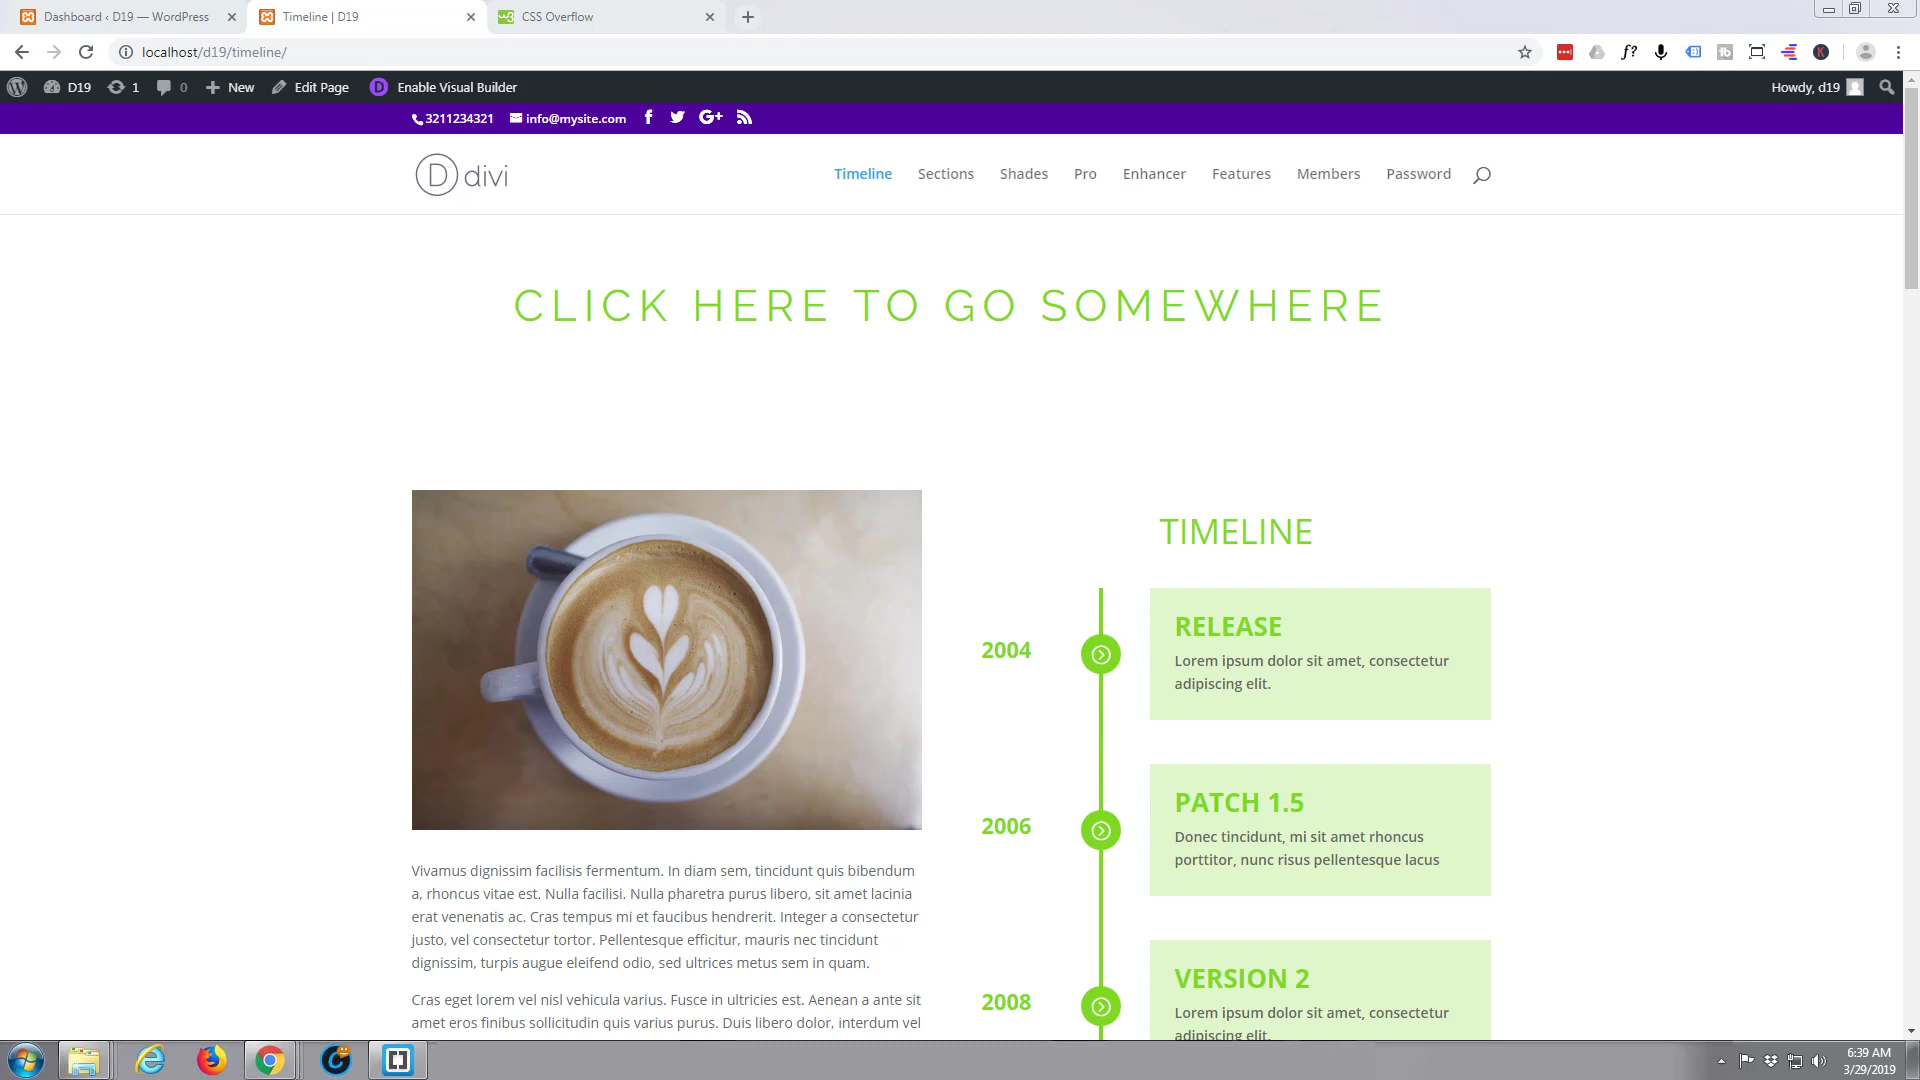 Dashboard ‹ D19 — WordPress
Timeline | D19
CSS Overflow
localhost/d19/timeline/
D19
1
0
New
Edit Page
Enable Visual Builder
Howdy, d19
3211234321
info@mysite.com
D divi
Timeline
Sections
Shades
Pro
Enhancer
Features
Members
Password
CLICK HERE TO GO SOMEWHERE
TIMELINE
2004
RELEASE
Lorem ipsum dolor sit amet, consectetur
adipiscing elit.
2006
PATCH 1.5
Donec tincidunt, mi sit amet rhoncus
porttitor, nunc risus pellentesque lacus
2008
VERSION 2
Lorem ipsum dolor sit amet, consectetur
adipiscing elit.
Vivamus dignissim facilisis fermentum. In diam sem, tincidunt quis bibendum
a, rhoncus vitae est. Nulla facilisi. Nulla pharetra purus libero, sit amet lacinia
erat venenatis ac. Cras tempus mi et faucibus hendrerit. Integer a consectetur
justo, vel consectetur tortor. Pellentesque efficitur, mauris nec tincidunt
dignissim, turpis augue eleifend odio, sed ultrices metus sem in quam.
Cras eget lorem vel nisl vehicula varius. Fusce in ultricies est. Aenean a ante sit
amet eros finibus sollicitudin quis varius purus. Duis libero dolor, interdum vel
6:39 AM
3/29/2019